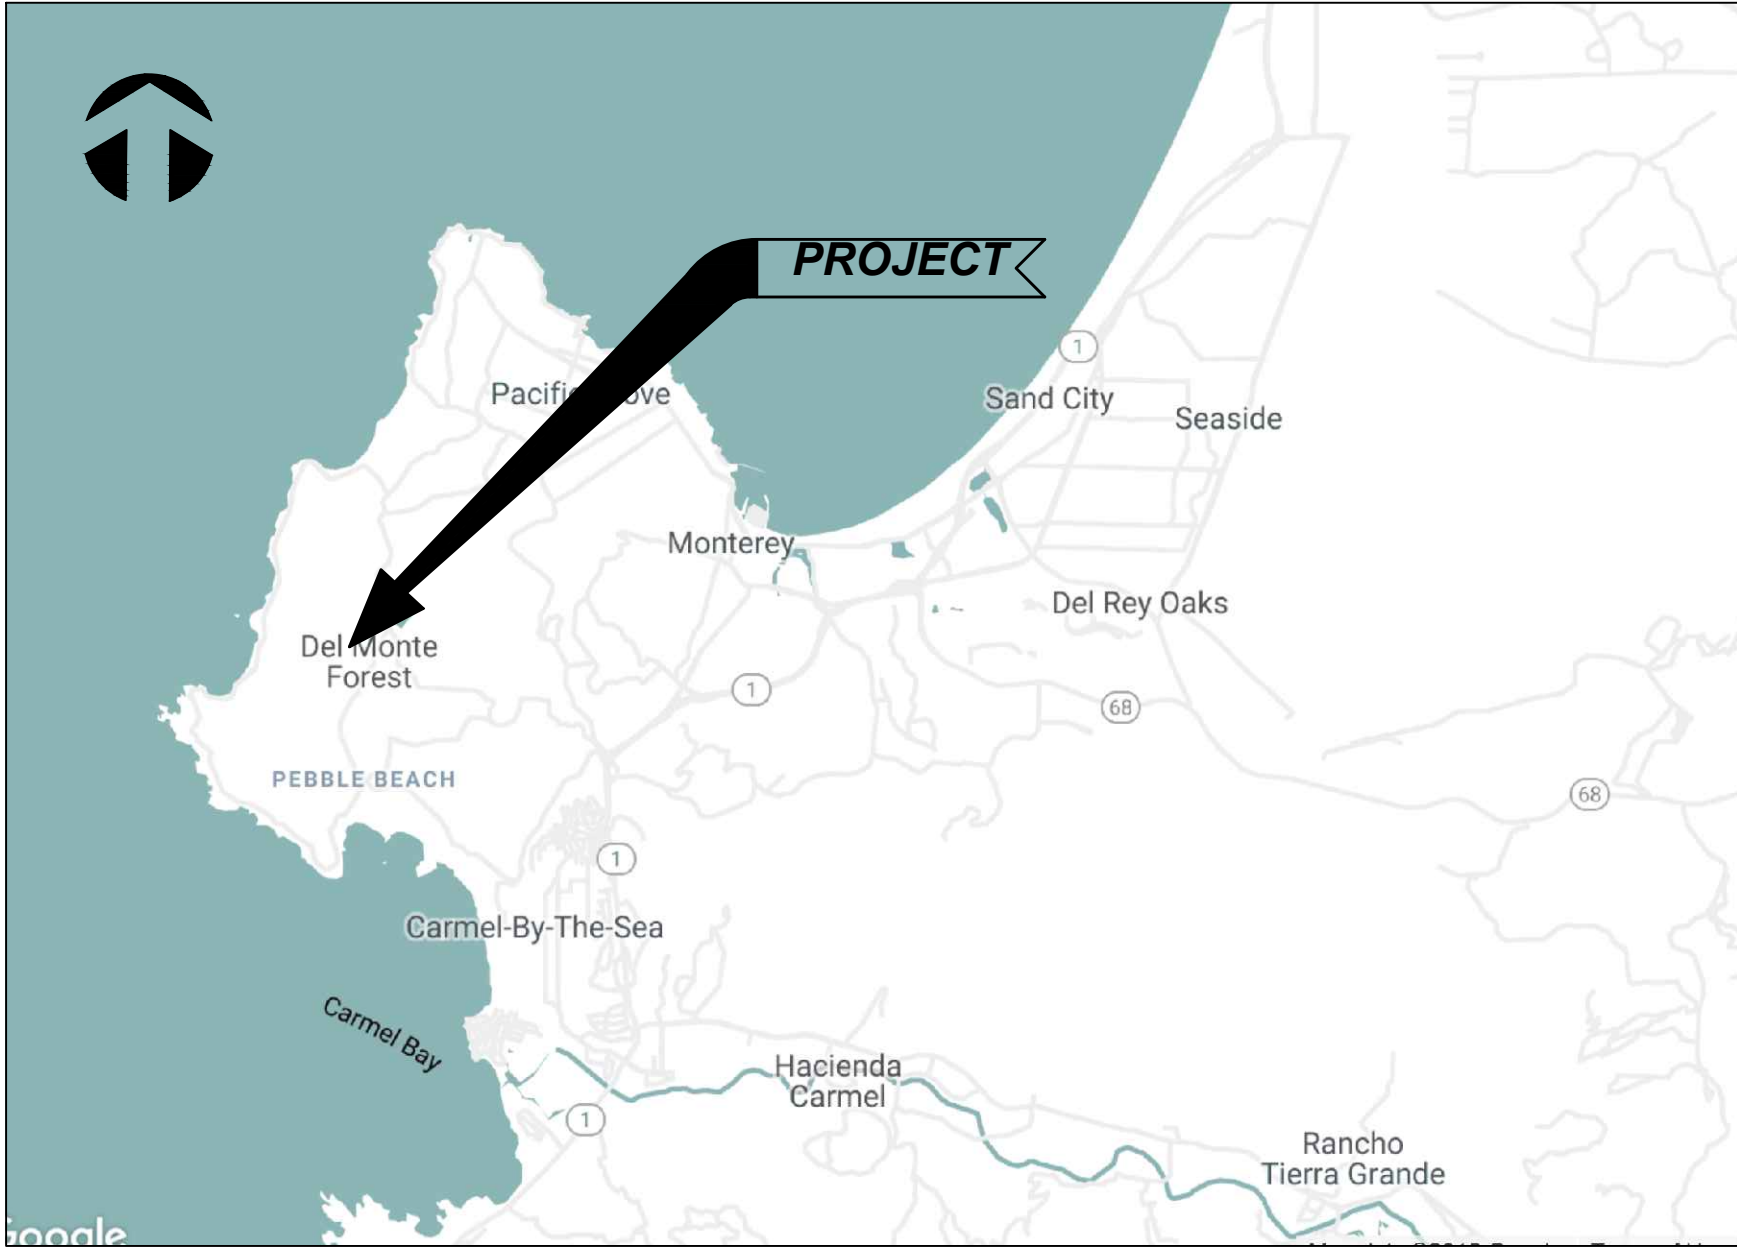 PROJECT
1
Pacific Grove
Sand City
Seaside
Monterey
Del Rey Oaks
Del Monte
Forest
1
68
PEBBLE BEACH
68
1
Carmel-By-The-Sea
Carmel Bay
Hacienda
Carmel
1
Rancho
Tierra Grande
Google